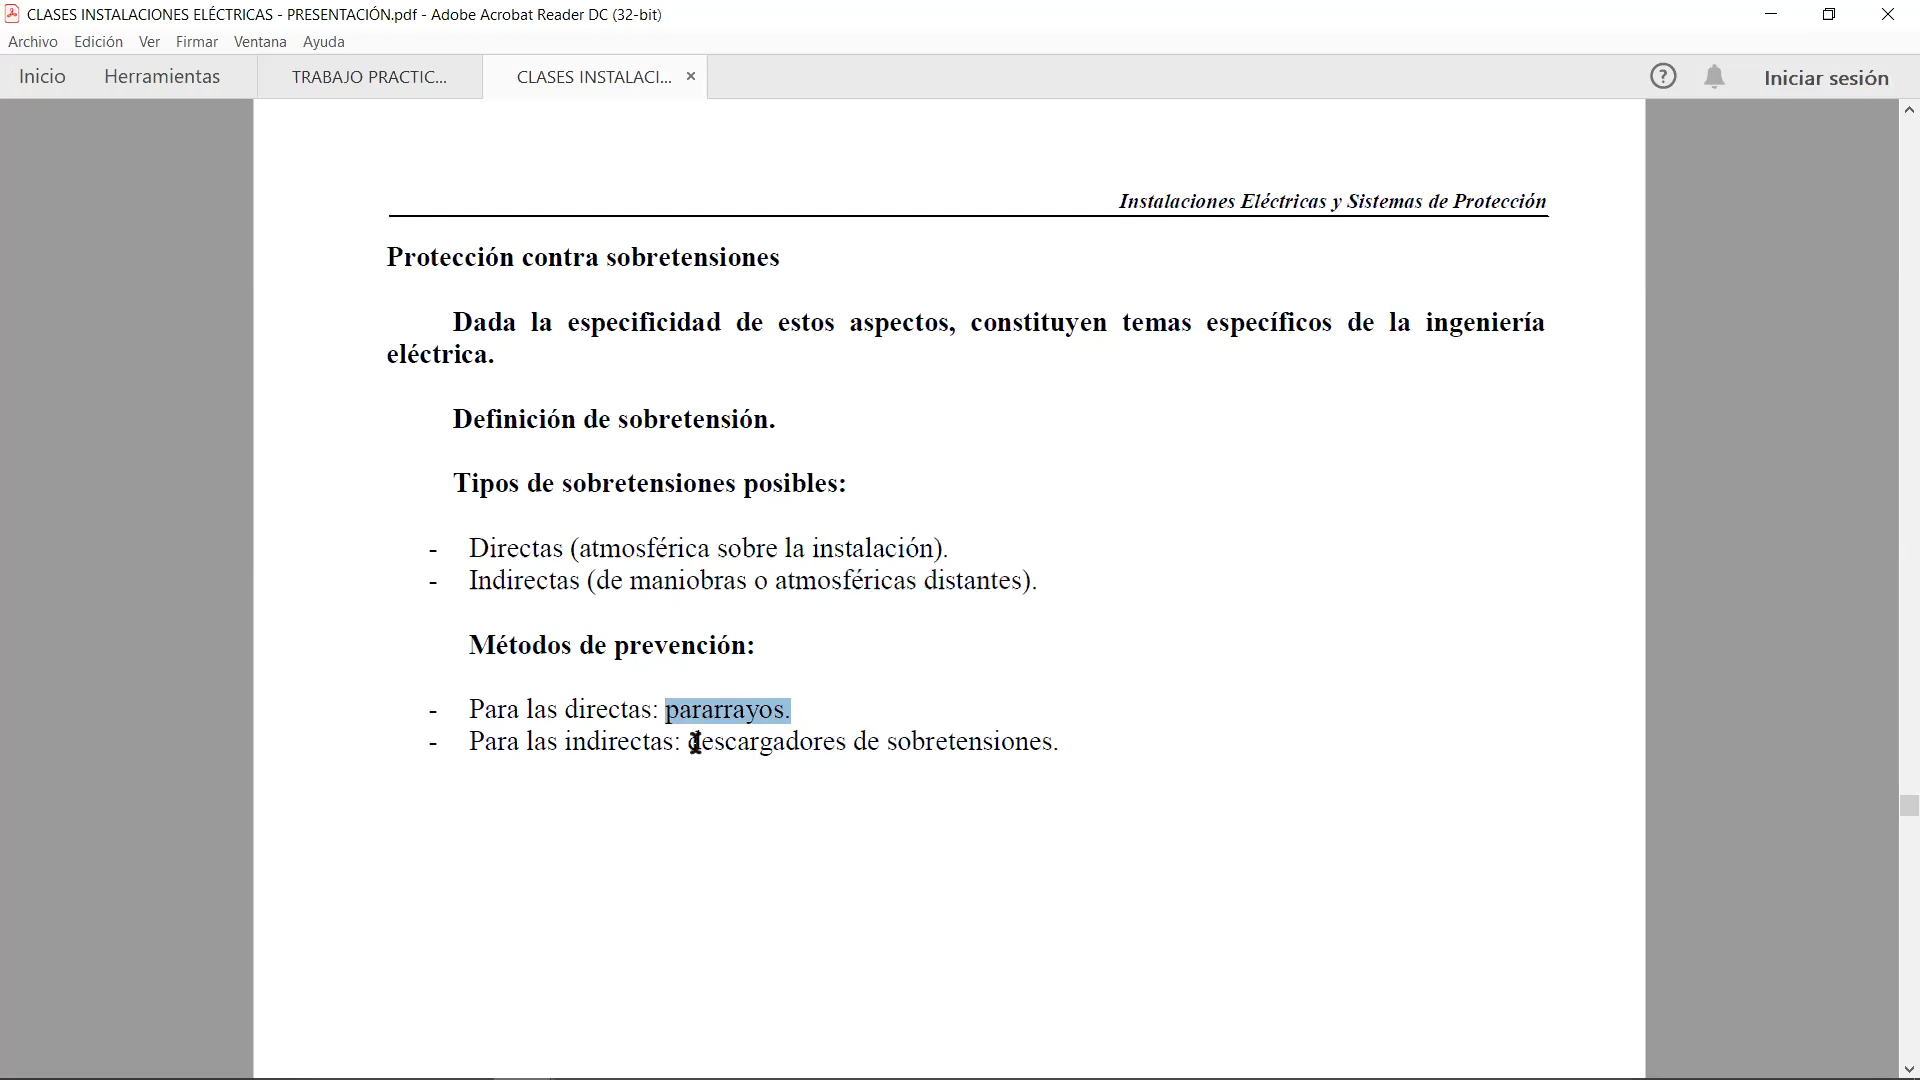 CLASES INSTALACIONES ELÉCTRICAS - PRESENTACIÓN.pdf - Adobe Acrobat Reader DC (32-bit)
Archivo Edición Ver Firmar Ventana Ayuda
Inicio Herramientas TRABAJO PRACTIC... CLASES INSTALACI... × ? Iniciar sesión
Instalaciones Eléctricas y Sistemas de Protección
Protección contra sobretensiones
Dada la especificidad de estos aspectos, constituyen temas específicos de la ingeniería
eléctrica.
Definición de sobretensión.
Tipos de sobretensiones posibles:
- Directas (atmosférica sobre la instalación).
- Indirectas (de maniobras o atmosféricas distantes).
Métodos de prevención:
- Para las directas: pararrayos.
- Para las indirectas: descargadores de sobretensiones.